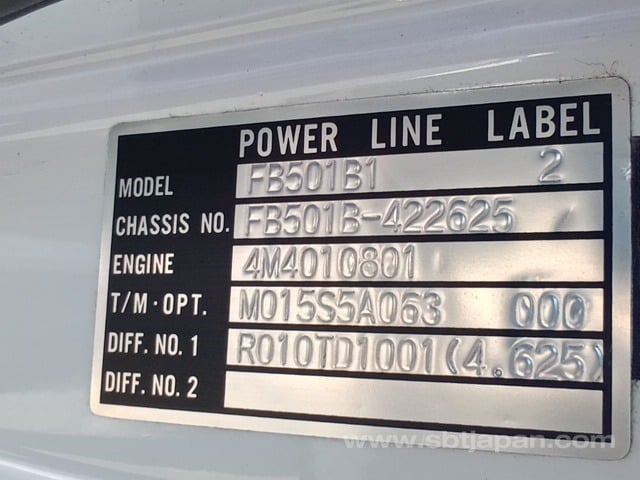 POWER LINE LABEL
MODEL FB501B1 2
CHASSIS NO. FB501B-422625
ENGINE 4M4010801
T/M·OPT. M015S5A063 000
DIFF. NO. 1 R010TD1001(4.625)
DIFF. NO. 2
www.sbtjapan.com